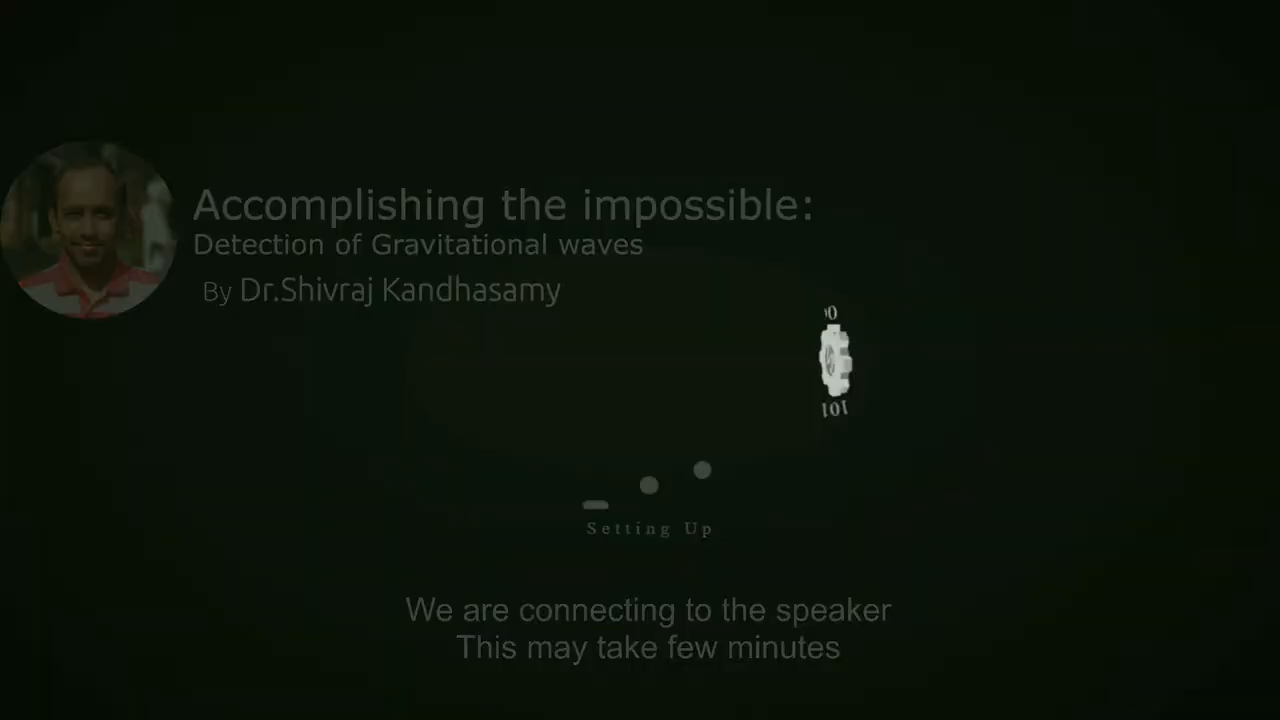 Accomplishing the impossible:
Detection of Gravitational waves
By Dr.Shivraj Kandhasamy
101
Setting Up
We are connecting to the speaker
This may take few minutes